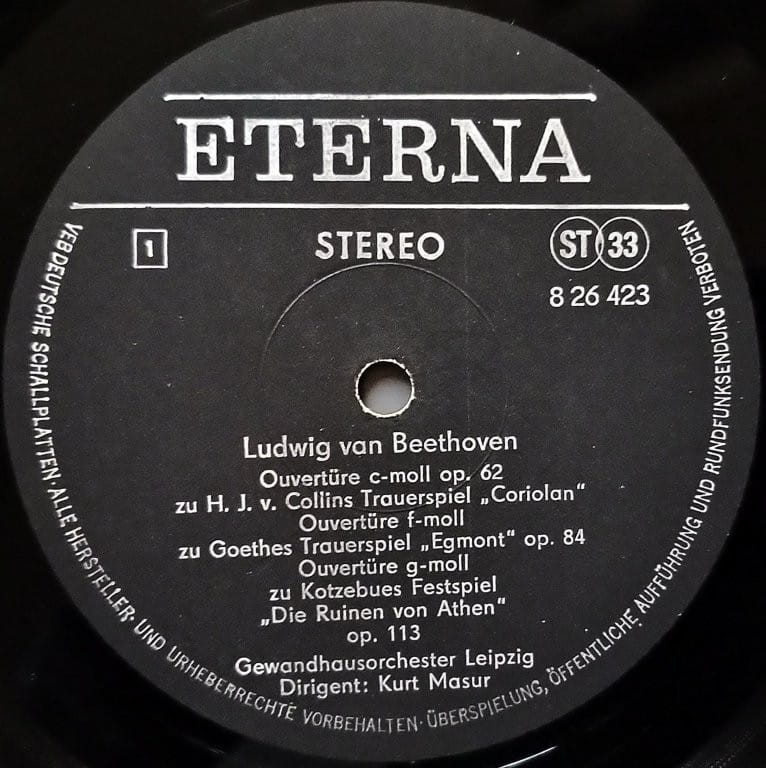 ETERNA
1 STEREO ST 33
8 26 423
Ludwig van Beethoven
Ouvertüre c-moll op. 62
zu H. J. v. Collins Trauerspiel „Coriolan“
Ouvertüre f-moll
zu Goethes Trauerspiel „Egmont“ op. 84
Ouvertüre g-moll
zu Kotzebues Festspiel
„Die Ruinen von Athen“
op. 113
Gewandhausorchester Leipzig
Dirigent: Kurt Masur
VEB DEUTSCHE SCHALLPLATTEN · ALLE HERSTELLER- UND URHEBERRECHTE VORBEHALTEN · ÜBERSPIELUNG, ÖFFENTLICHE AUFFÜHRUNG UND RUNDFUNKSENDUNG VERBOTEN